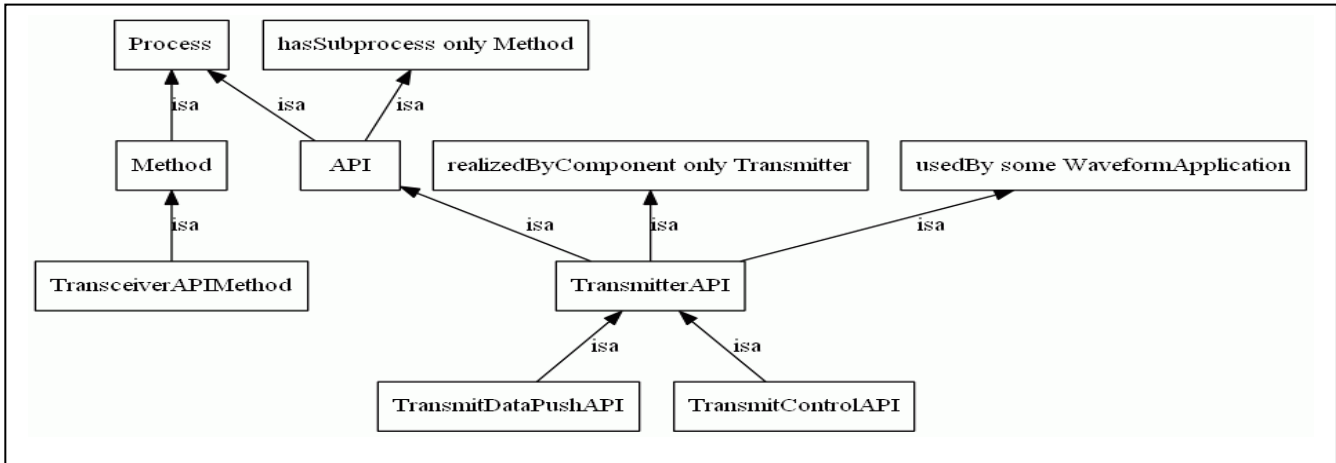 Process
hasSubprocess only Method
isa
isa
isa
Method
API
realizedByComponent only Transmitter
usedBy some WaveformApplication
isa
isa
isa
isa
TransceiverAPIMethod
TransmitterAPI
isa
isa
TransmitDataPushAPI
TransmitControlAPI